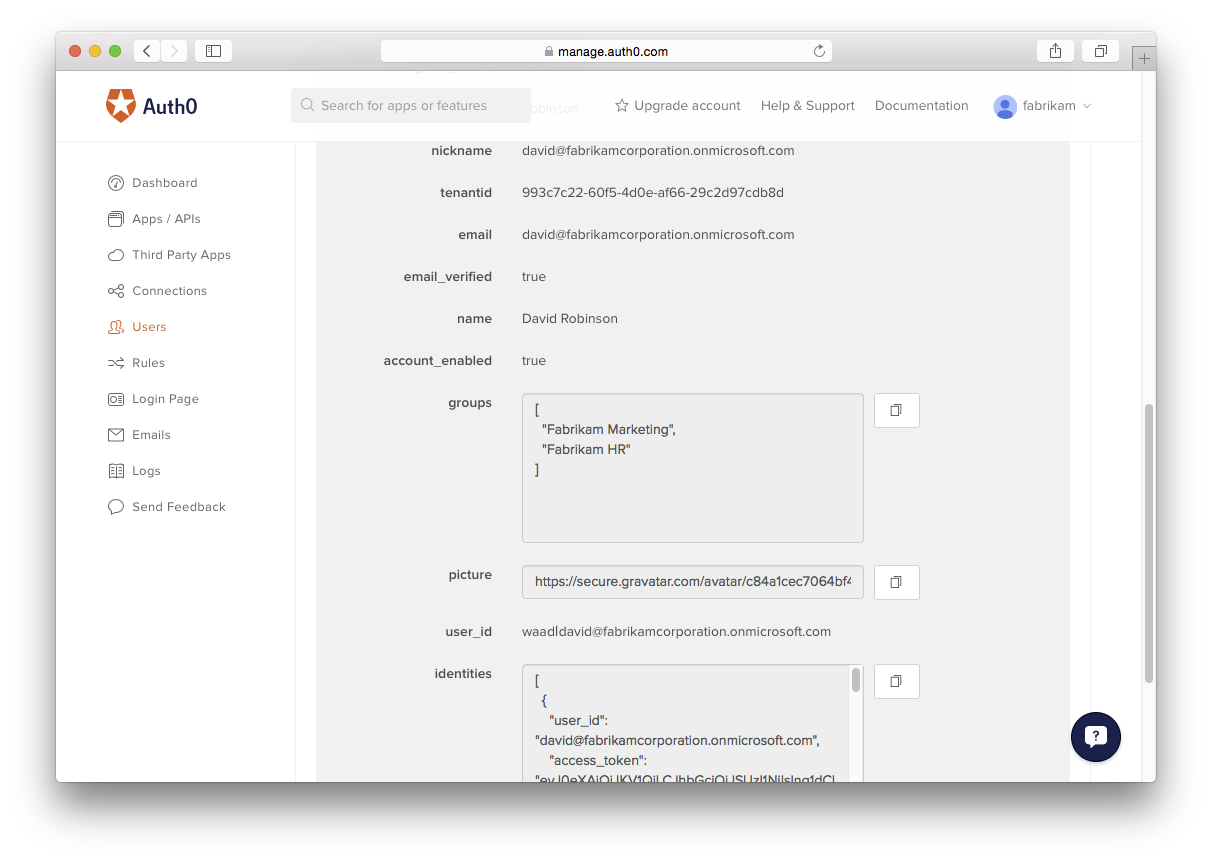 manage.auth0.com
Auth0
Search for apps or features
obinson
Upgrade account
Help & Support
Documentation
fabrikam
Dashboard
Apps / APIs
Third Party Apps
Connections
Users
Rules
Login Page
Emails
Logs
Send Feedback
nickname david@fabrikamcorporation.onmicrosoft.com
tenantid 993c7c22-60f5-4d0e-af66-29c2d97cdb8d
email david@fabrikamcorporation.onmicrosoft.com
email_verified true
name David Robinson
account_enabled true
groups [
"Fabrikam Marketing",
"Fabrikam HR"
]
picture https://secure.gravatar.com/avatar/c84a1cec7064bf4
user_id waad|david@fabrikamcorporation.onmicrosoft.com
identities [
{
"user_id":
"david@fabrikamcorporation.onmicrosoft.com",
"access_token":